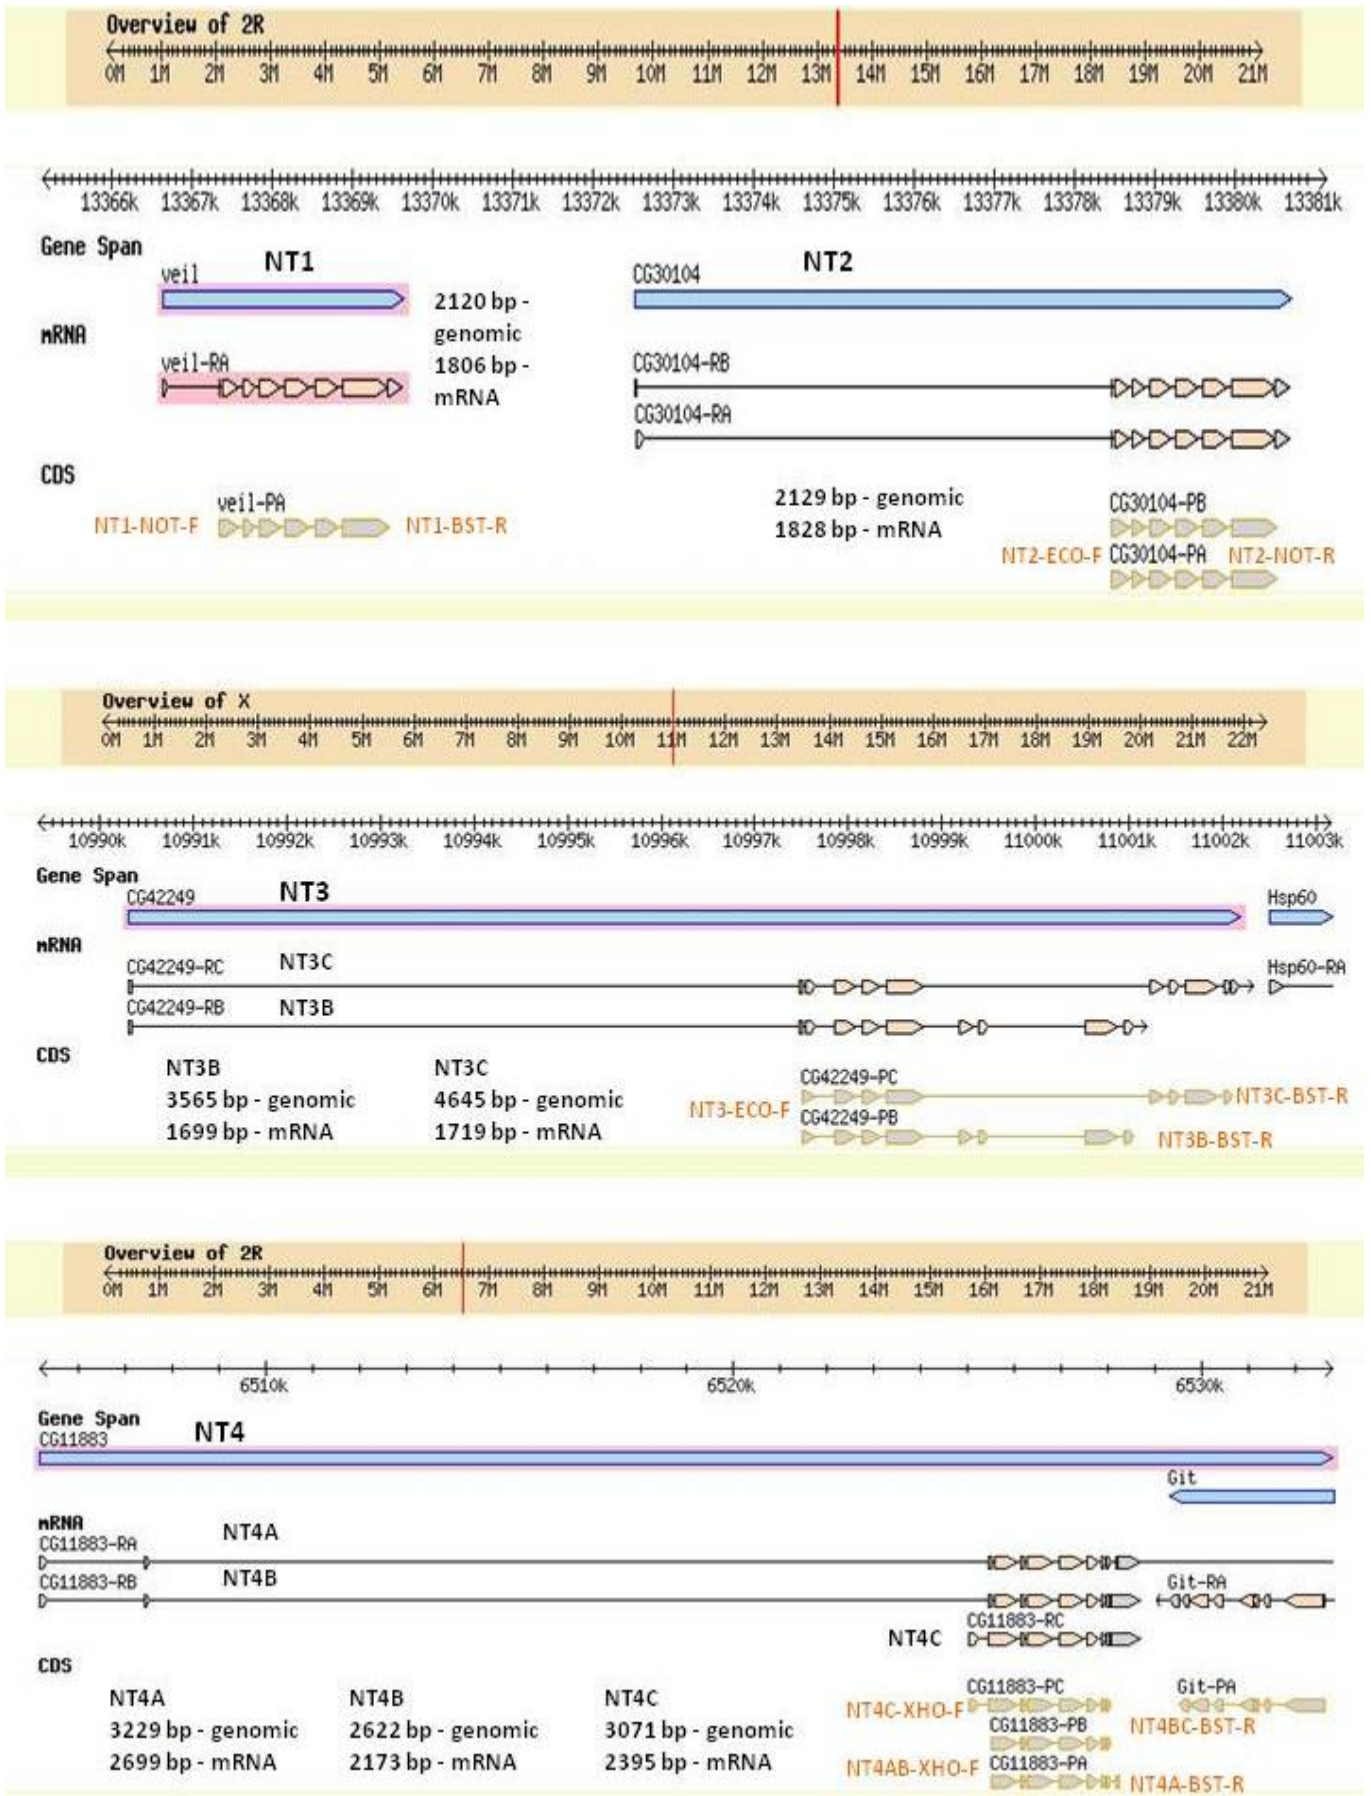 Overview of 2R
0M 1M 2M 3M 4M 5M 6M 7M 8M 9M 10M 11M 12M 13M 14M 15M 16M 17M 18M 19M 20M 21M
13366k 13367k 13368k 13369k 13370k 13371k 13372k 13373k 13374k 13375k 13376k 13377k 13378k 13379k 13380k 13381k
Gene Span
NT1 NT2
veil CG30104
2120 bp -
genomic
1806 bp -
mRNA
mRNA
veil-RA CG30104-RB
CG30104-RA
CDS
2129 bp - genomic
1828 bp - mRNA
veil-PA CG30104-PB
NT1-NOT-F NT1-BST-R
NT2-ECO-F CG30104-PA NT2-NOT-R
Overview of X
0M 1M 2M 3M 4M 5M 6M 7M 8M 9M 10M 11M 12M 13M 14M 15M 16M 17M 18M 19M 20M 21M 22M
10990k 10991k 10992k 10993k 10994k 10995k 10996k 10997k 10998k 10999k 11000k 11001k 11002k 11003k
Gene Span
CG42249 NT3 Hsp60
mRNA
CG42249-RC NT3C Hsp60-RA
CG42249-RB NT3B
CDS
NT3B NT3C
3565 bp - genomic 4645 bp - genomic
1699 bp - mRNA 1719 bp - mRNA
CG42249-PC
NT3-ECO-F NT3C-BST-R
CG42249-PB
NT3B-BST-R
Overview of 2R
0M 1M 2M 3M 4M 5M 6M 7M 8M 9M 10M 11M 12M 13M 14M 15M 16M 17M 18M 19M 20M 21M
6510k 6520k 6530k
Gene Span
CG11883 NT4
Git
mRNA
CG11883-RA NT4A
CG11883-RB NT4B Git-RA
NT4C CG11883-RC
CDS
NT4A NT4B NT4C
3229 bp - genomic 2622 bp - genomic 3071 bp - genomic
2699 bp - mRNA 2173 bp - mRNA 2395 bp - mRNA
CG11883-PC Git-PA
NT4C-XHO-F
CG11883-PB NT4BC-BST-R
NT4AB-XHO-F CG11883-PA NT4A-BST-R